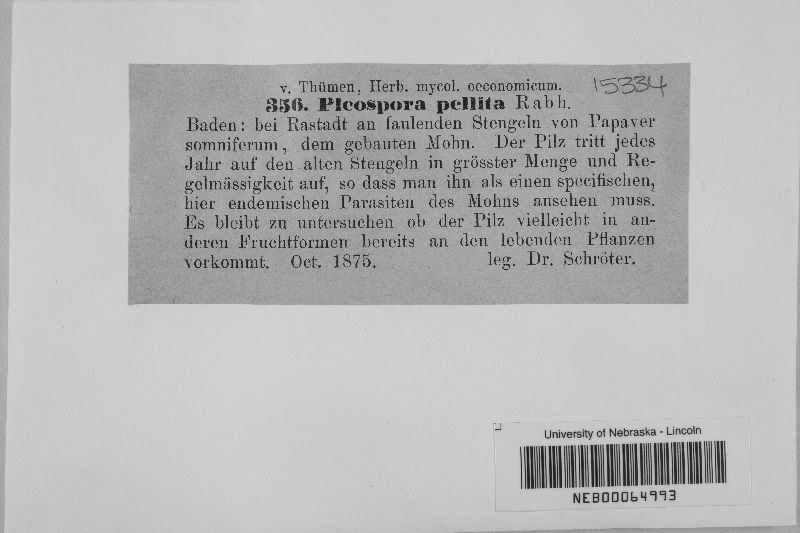 v. Thümen, Herb. mycol. oeconomicum. 15334
356. Pleospora pellita Rabh.
Baden: bei Rastadt an faulenden Stengeln von Papaver
somniferum, dem gebauten Mohn. Der Pilz tritt jedes
Jahr auf den alten Stengeln in grösster Menge und Re-
gelmässigkeit auf, so dass man ihn als einen specifischen,
hier endemischen Parasiten des Mohns ansehen muss.
Es bleibt zu untersuchen ob der Pilz vielleicht in an-
deren Fruchtformen bereits an den lebenden Pflanzen
vorkommt. Oct. 1875. leg. Dr. Schröter.
University of Nebraska - Lincoln
NEB00064993